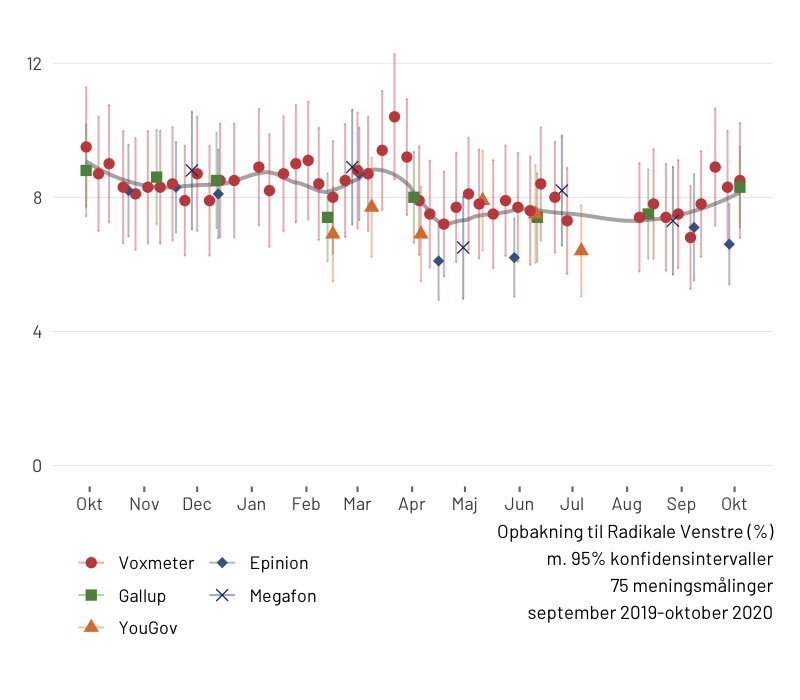 12
8
4
0
Okt Nov Dec Jan Feb Mar Apr Maj Jun Jul Aug Sep Okt
Opbakning til Radikale Venstre (%)
m. 95% konfidensintervaller
75 meningsmålinger
september 2019-oktober 2020
Voxmeter Epinion
Gallup Megafon
YouGov